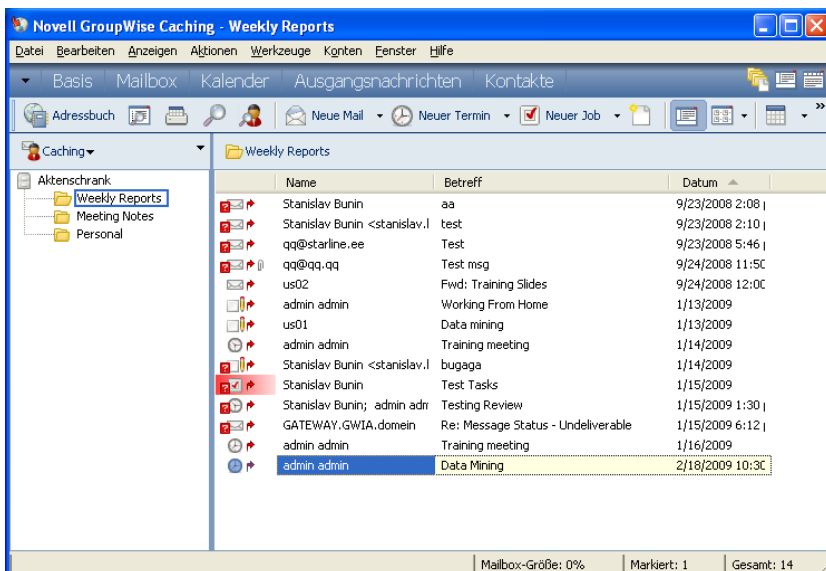 Novell GroupWise Caching - Weekly Reports
Datei Bearbeiten Anzeigen Aktionen Werkzeuge Konten Fenster Hilfe
Basis Mailbox Kalender Ausgangsnachrichten Kontakte
Adressbuch Neue Mail Neuer Termin Neuer Job »
Caching Weekly Reports
Aktenschrank
Weekly Reports
Meeting Notes
Personal
Name Betreff Datum
Stanislav Bunin aa 9/23/2008 2:08
Stanislav Bunin <stanislav.l test 9/23/2008 2:10
qq@starline.ee Test 9/23/2008 5:46
qq@qq.qq Test msg 9/24/2008 11:50
us02 Fwd: Training Slides 9/24/2008 12:00
admin admin Working From Home 1/13/2009
us01 Data mining 1/13/2009
admin admin Training meeting 1/14/2009
Stanislav Bunin <stanislav.l bugaga 1/14/2009
Stanislav Bunin Test Tasks 1/15/2009
Stanislav Bunin; admin adm Testing Review 1/15/2009 1:30
GATEWAY.GWIA.domain Re: Message Status - Undeliverable 1/15/2009 6:12
admin admin Training meeting 1/16/2009
admin admin Data Mining 2/18/2009 10:30
Mailbox-Größe: 0% Markiert: 1 Gesamt: 14